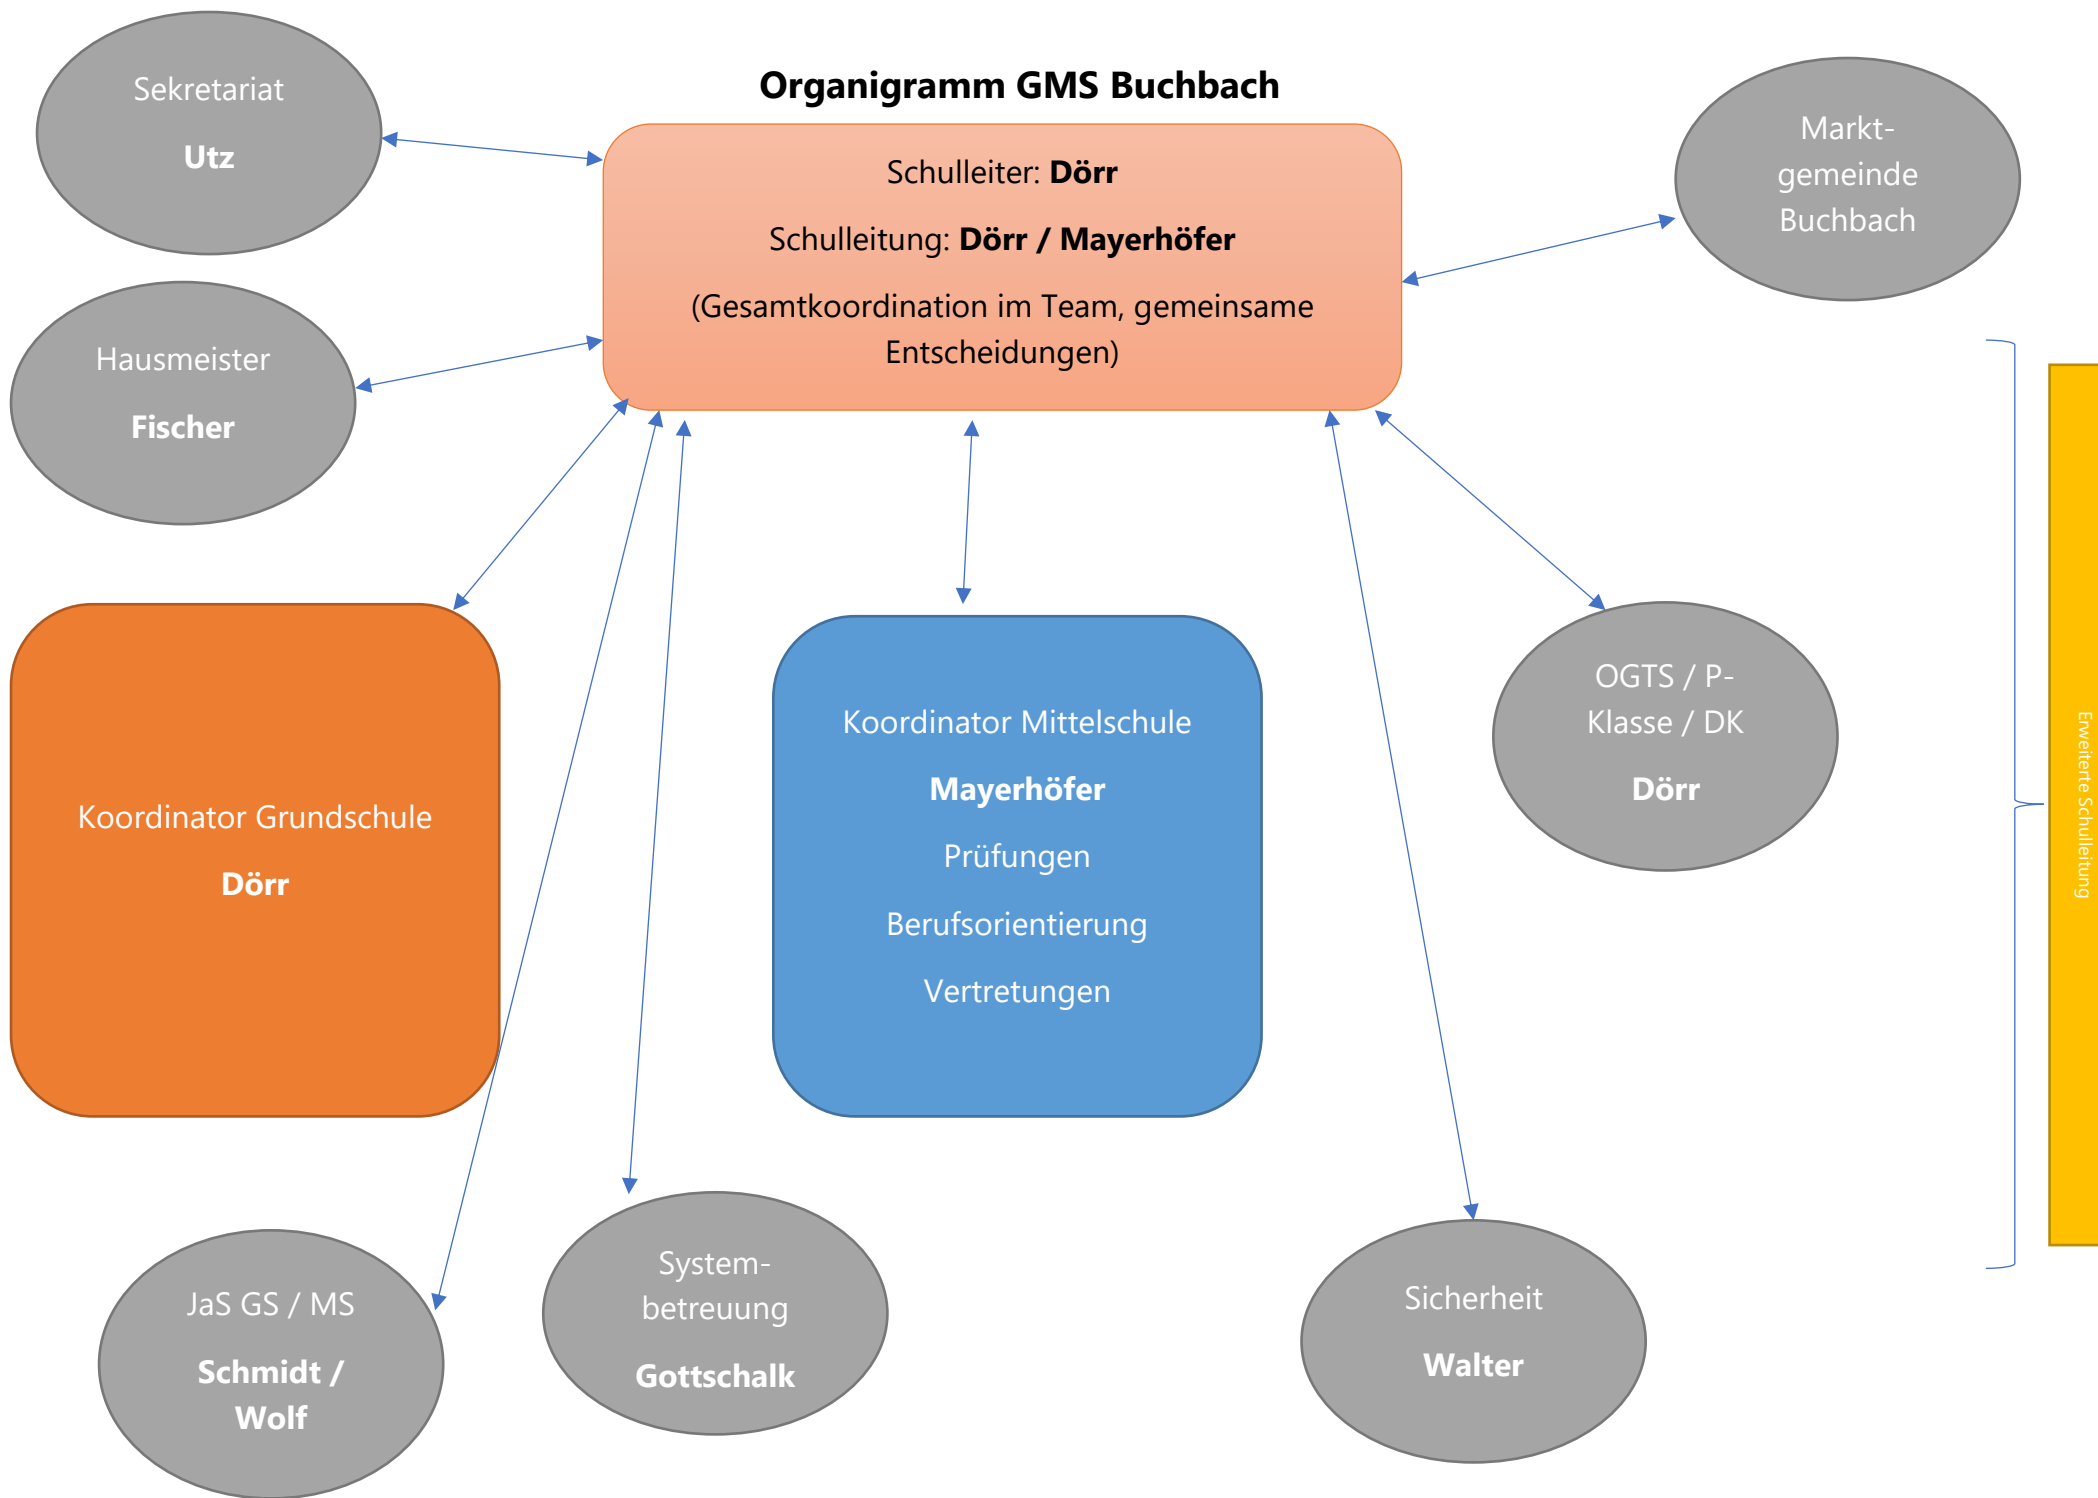 Organigramm GMS Buchbach
Sekretariat
Utz
Schulleiter: Dörr
Schulleitung: Dörr / Mayerhöfer
(Gesamtkoordination im Team, gemeinsame
Entscheidungen)
Markt-
gemeinde
Buchbach
Hausmeister
Fischer
Koordinator Grundschule
Dörr
Koordinator Mittelschule
Mayerhöfer
Prüfungen
Berufsorientierung
Vertretungen
OGTS / P-
Klasse / DK
Dörr
Erweiterte Schulleitung
JaS GS / MS
Schmidt /
Wolf
System-
betreuung
Gottschalk
Sicherheit
Walter